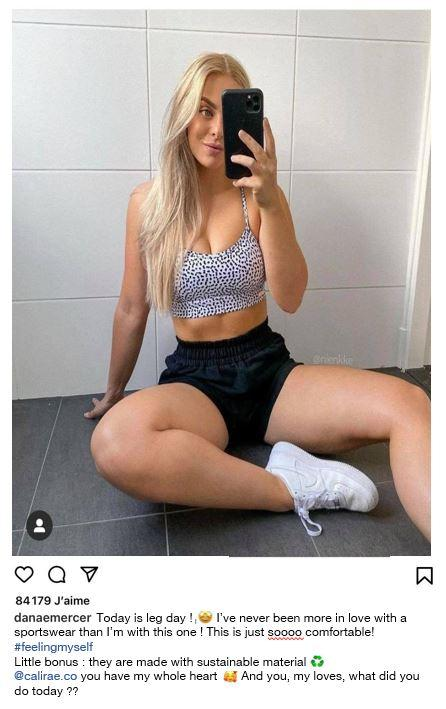 @nienkke
84 179 J'aime
danaemercer Today is leg day ! 🤩 I've never been more in love with a
sportswear than I'm with this one ! This is just soooo comfortable!
#feelingmyself
Little bonus : they are made with sustainable material ♻️
@calirae.co you have my whole heart 🥰 And you, my loves, what did you
do today ??